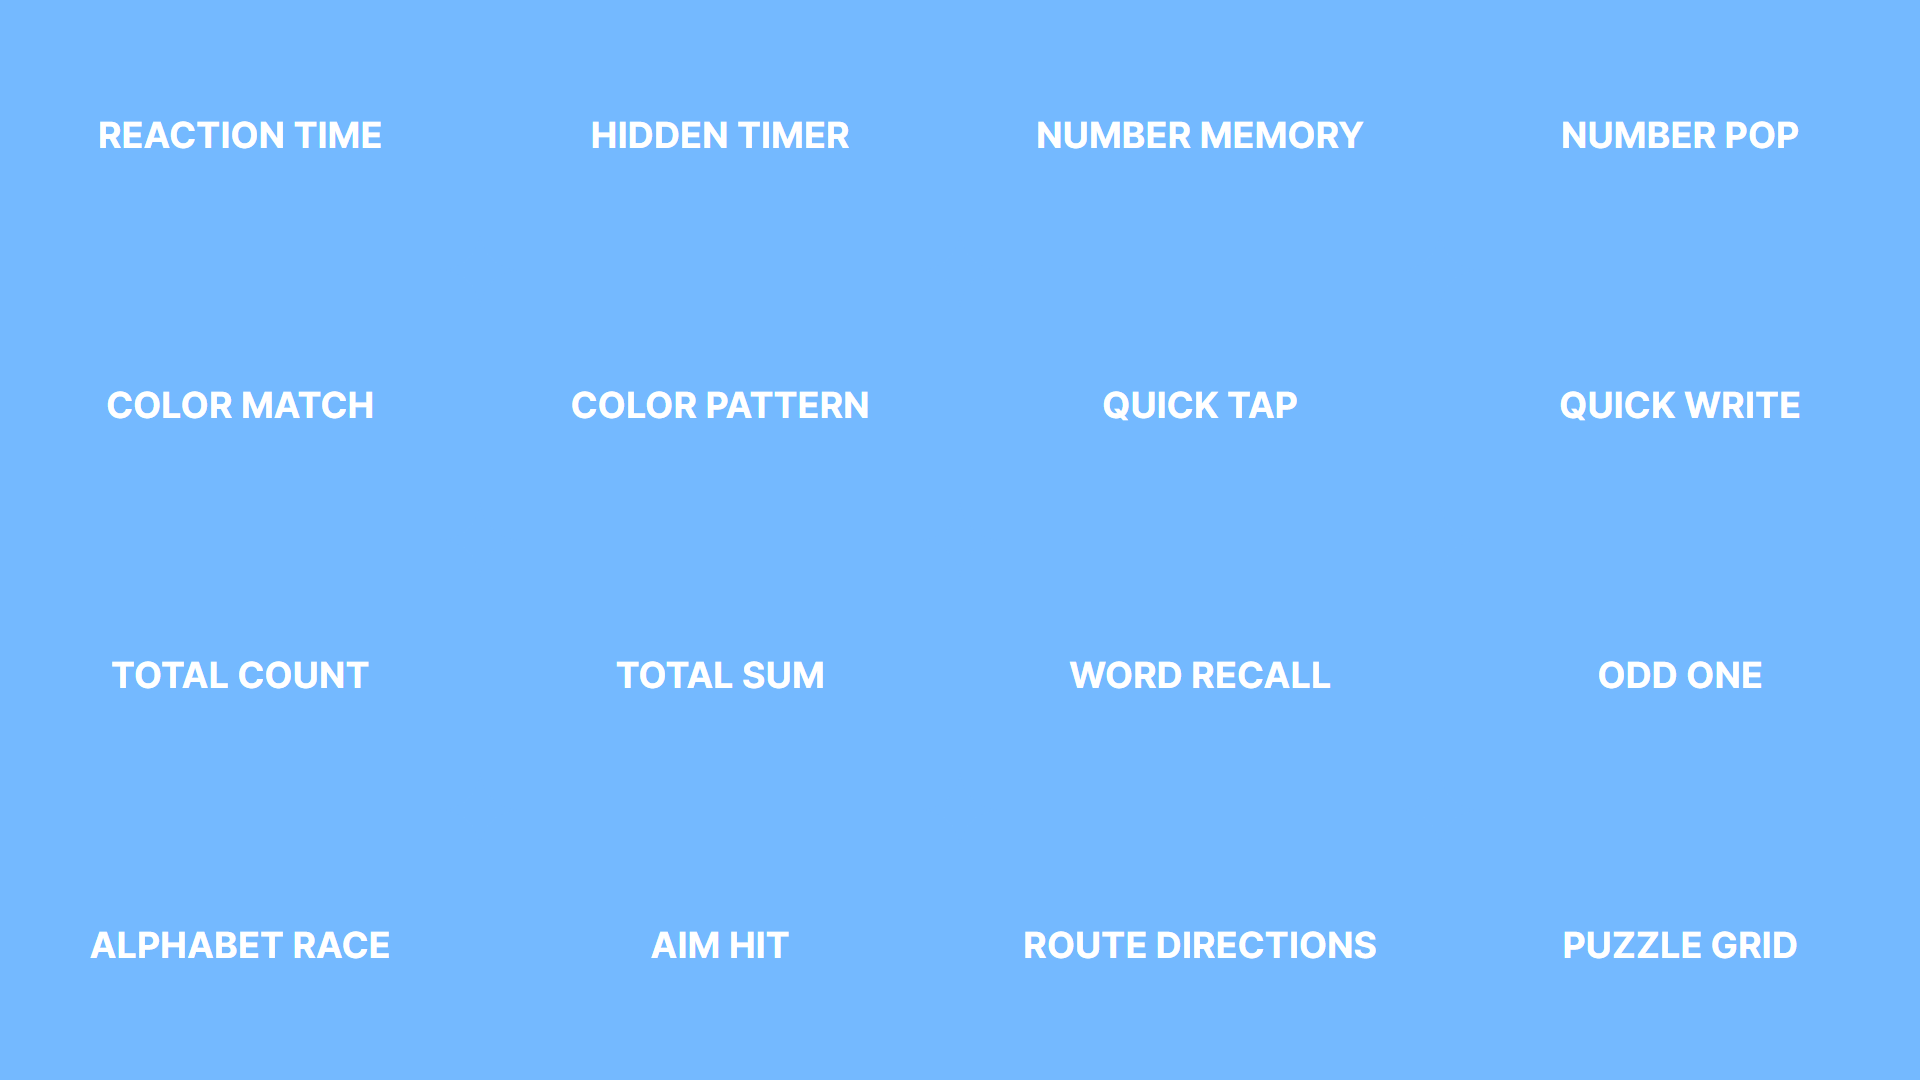 REACTION TIME
HIDDEN TIMER
NUMBER MEMORY
NUMBER POP
COLOR MATCH
COLOR PATTERN
QUICK TAP
QUICK WRITE
TOTAL COUNT
TOTAL SUM
WORD RECALL
ODD ONE
ALPHABET RACE
AIM HIT
ROUTE DIRECTIONS
PUZZLE GRID